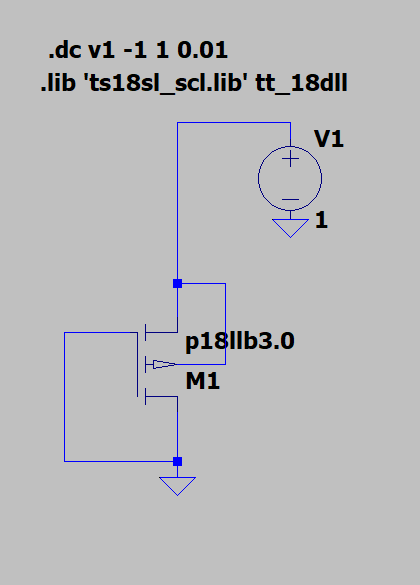 .dc v1 -1 1 0.01
.lib 'ts18sl_scl.lib' tt_18dll
V1
1
p18llb3.0
M1